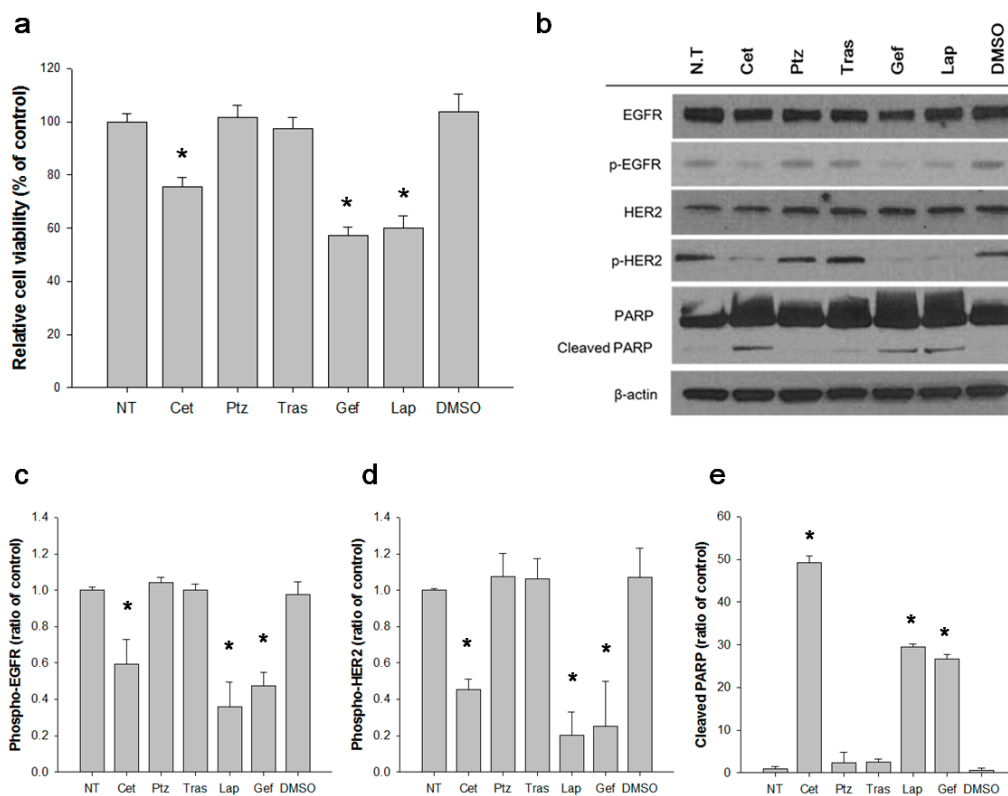 a
Relative cell viability (% of control)
120
100
80
60
40
20
0
*
*
*
NT Cet Ptz Tras Gef Lap DMSO
b
N.T Cet Ptz Tras Gef Lap DMSO
EGFR
p-EGFR
HER2
p-HER2
PARP
Cleaved PARP
β-actin
c
Phospho-EGFR (ratio of control)
1.4
1.2
1.0
0.8
0.6
0.4
0.2
0.0
*
*
*
NT Cet Ptz Tras Lap Gef DMSO
d
Phospho-HER2 (ratio of control)
1.4
1.2
1.0
0.8
0.6
0.4
0.2
0.0
*
*
*
NT Cet Ptz Tras Lap Gef DMSO
e
Cleaved PARP (ratio of control)
60
50
40
30
20
10
0
*
*
*
NT Cet Ptz Tras Lap Gef DMSO